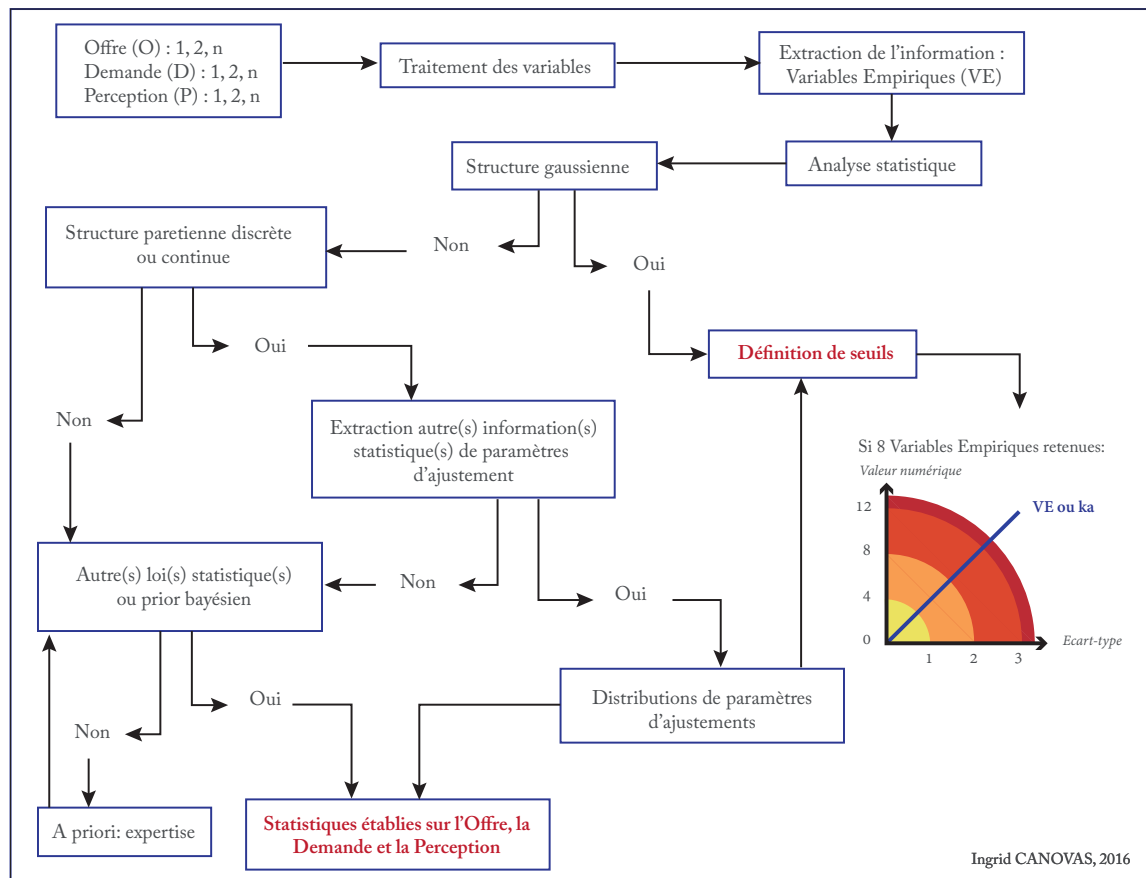 Offre (O) : 1, 2, n
Demande (D) : 1, 2, n
Perception (P) : 1, 2, n
Traitement des variables
Extraction de l'information :
Variables Empiriques (VE)
Structure gaussienne
Analyse statistique
Structure paretienne discrète
ou continue
Non
Oui
Oui
Définition de seuils
Non
Extraction autre(s) information(s)
statistique(s) de paramètres
d'ajustement
Si 8 Variables Empiriques retenues:
Valeur numérique
12
VE ou ka
8
4
0
1
2
3
Ecart-type
Autre(s) loi(s) statistique(s)
ou prior bayésien
Non
Oui
Oui
Distributions de paramètres
d'ajustements
Non
A priori: expertise
Statistiques établies sur l'Offre, la
Demande et la Perception
Ingrid CANOVAS, 2016